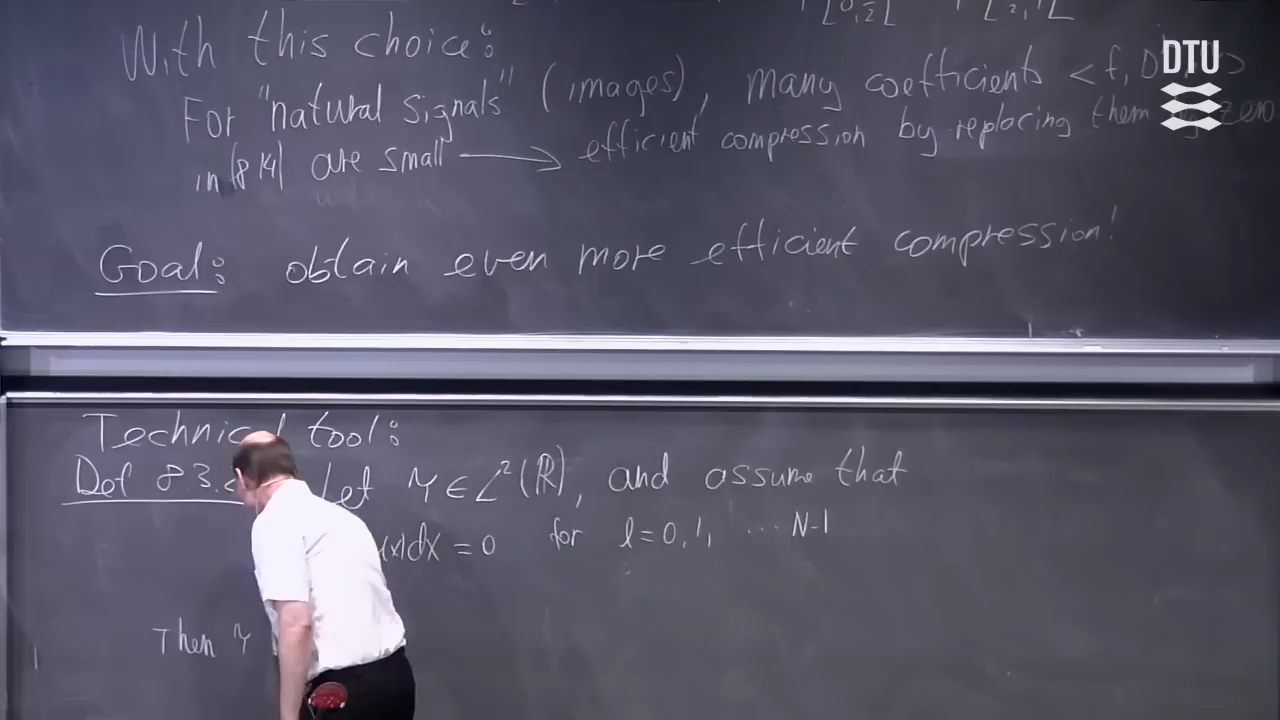 With this choice:
For "natural signals" (images), many coefficients < f, D
in (8.14) are small → efficient compression by replacing them by zero
Goal: obtain even more efficient compression!
Technical tool:
Def 8.3. Let ψ ∈ L²(ℝ), and assume that
(x)dx = 0 for l = 0, 1, ... N-1
Then ψ
DTU